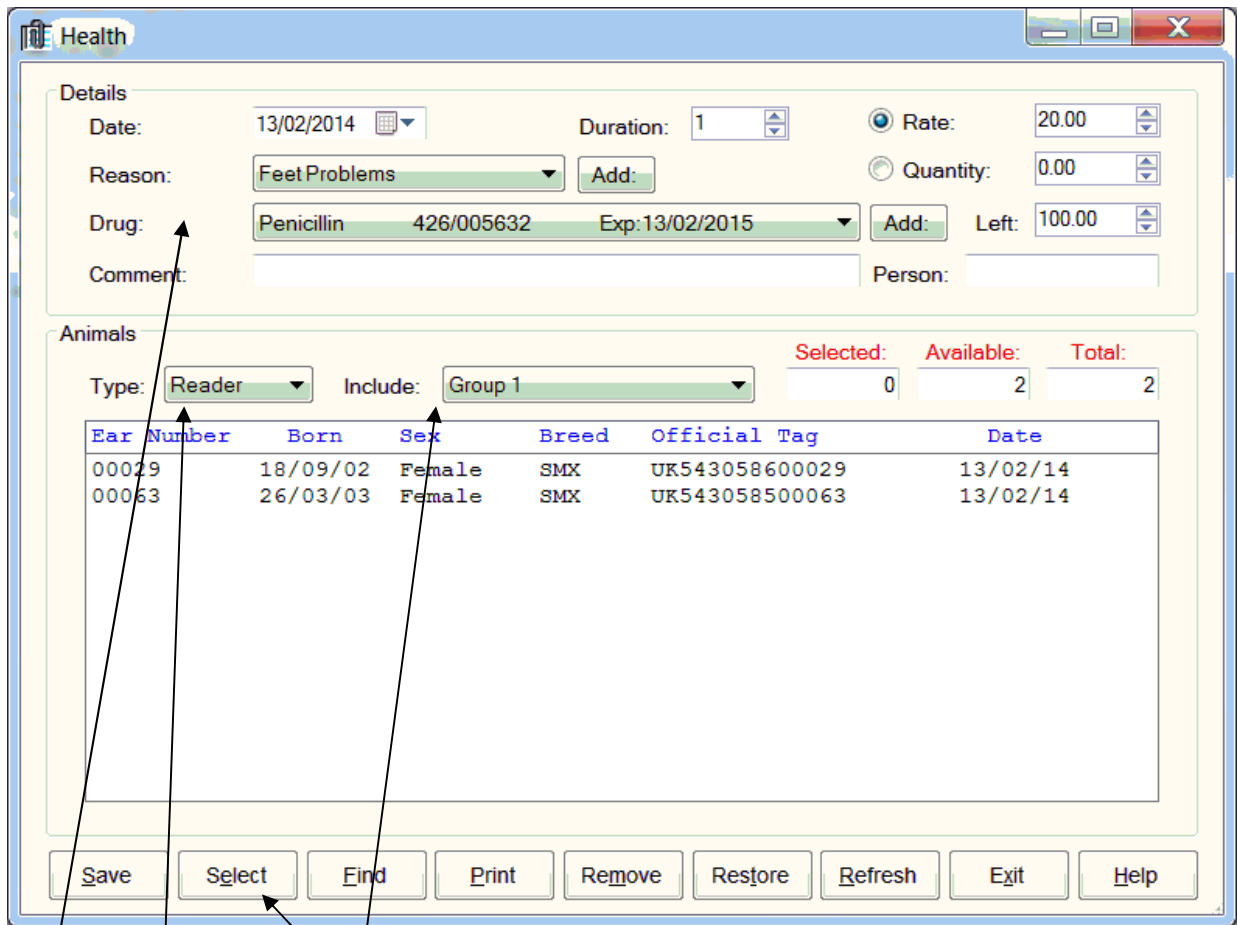 Health
Details
Date: 13/02/2014 Duration: 1 Rate: 20.00
Reason: Feet Problems Add: Quantity: 0.00
Drug: Penicillin 426/005632 Exp:13/02/2015 Add: Left: 100.00
Comment: Person:
Animals
Selected: Available: Total:
Type: Reader Include: Group 1 0 2 2
Ear Number Born Sex Breed Official Tag Date
00029 18/09/02 Female SMX UK543058600029 13/02/14
00063 26/03/03 Female SMX UK543058500063 13/02/14
Save Select Find Print Remove Restore Refresh Exit Help